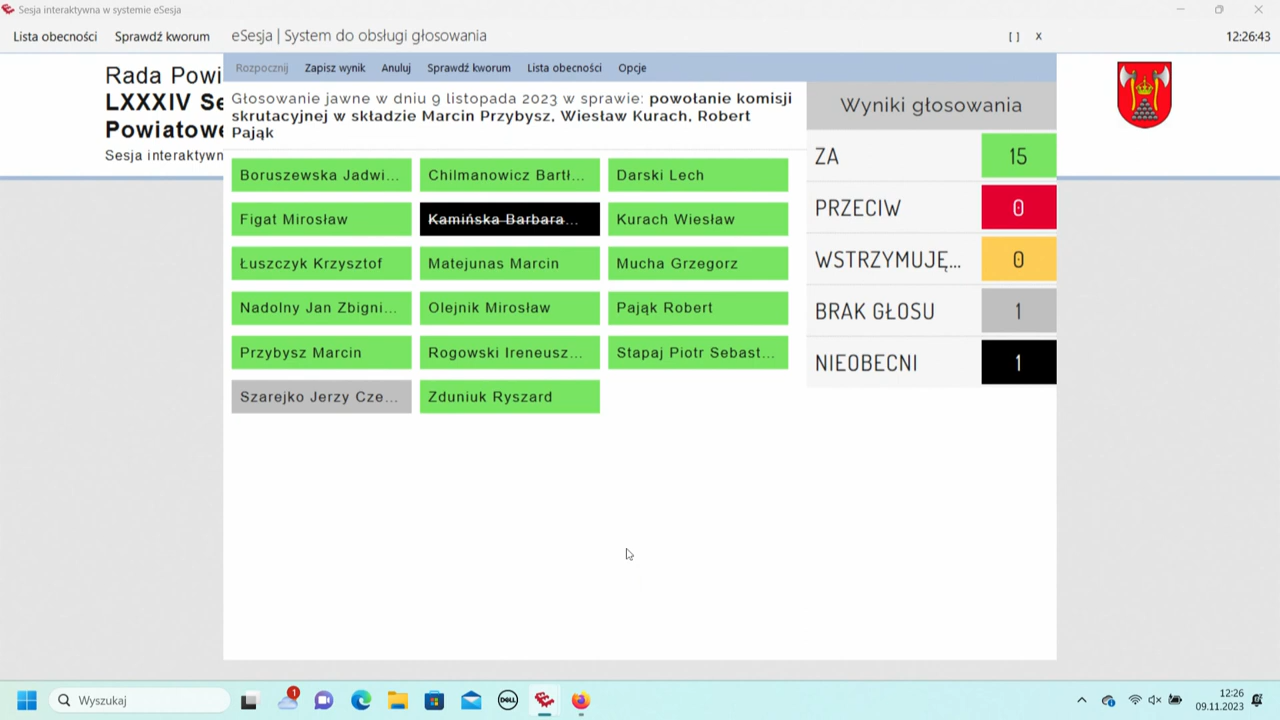 Sesja interaktywna w systemie eSesja
Lista obecności Sprawdź kworum eSesja | System do obsługi głosowania [ ] x 12:26:43
Rozpocznij Zapisz wynik Anuluj Sprawdź kworum Lista obecności Opcje
Rada Powi
LXXXIV Se
Powiatowe
Sesja interaktywn
Głosowanie jawne w dniu 9 listopada 2023 w sprawie: powołanie komisji
skrutacyjnej w składzie Marcin Przybysz, Wiesław Kurach, Robert
Pająk
Boruszewska Jadwi... Chilmanowicz Bartł... Darski Lech
Figat Mirosław Kamińska Barbara... Kurach Wiesław
Łuszczyk Krzysztof Matejunas Marcin Mucha Grzegorz
Nadolny Jan Zbigni... Olejnik Mirosław Pająk Robert
Przybysz Marcin Rogowski Ireneusz... Stapaj Piotr Sebast...
Szarejko Jerzy Cze... Zduniuk Ryszard
Wyniki głosowania
ZA 15
PRZECIW 0
WSTRZYMUJĘ... 0
BRAK GŁOSU 1
NIEOBECNI 1
Wyszukaj 1 DELL 12:26
09.11.2023